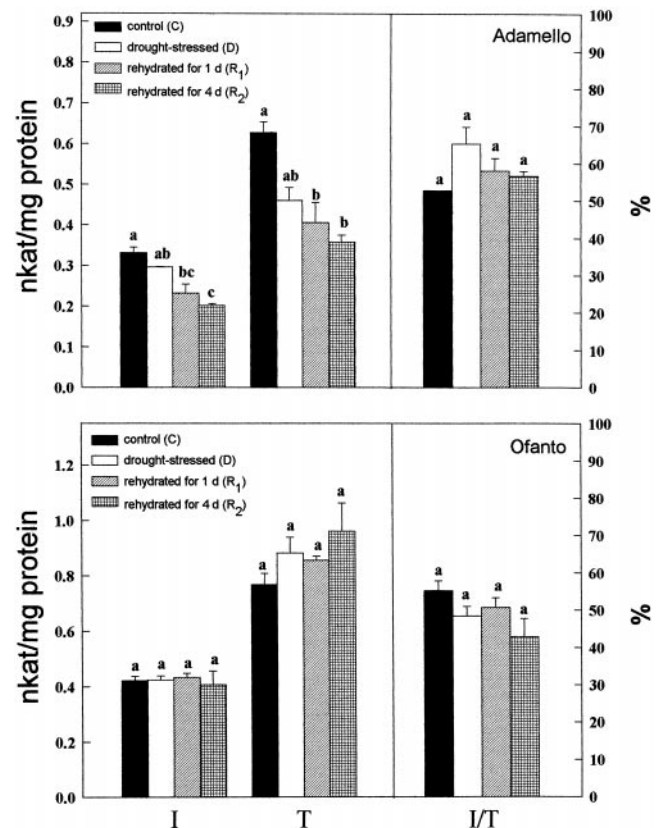 0.9
0.8
0.7
0.6
0.5
0.4
0.3
0.2
0.1
0.0
nkat/mg protein
control (C)
drought-stressed (D)
rehydrated for 1 d (R1)
rehydrated for 4 d (R2)
a
ab
bc
c
a
ab
b
b
Adamello
a
a
a
a
100
90
80
70
60
50
40
30
20
10
0
%
1.2
1.0
0.8
0.6
0.4
0.2
0.0
nkat/mg protein
control (C)
drought-stressed (D)
rehydrated for 1 d (R1)
rehydrated for 4 d (R2)
a
a
a
a
a
a
a
a
Ofanto
a
a
a
a
100
90
80
70
60
50
40
30
20
10
0
%
I
T
I/T